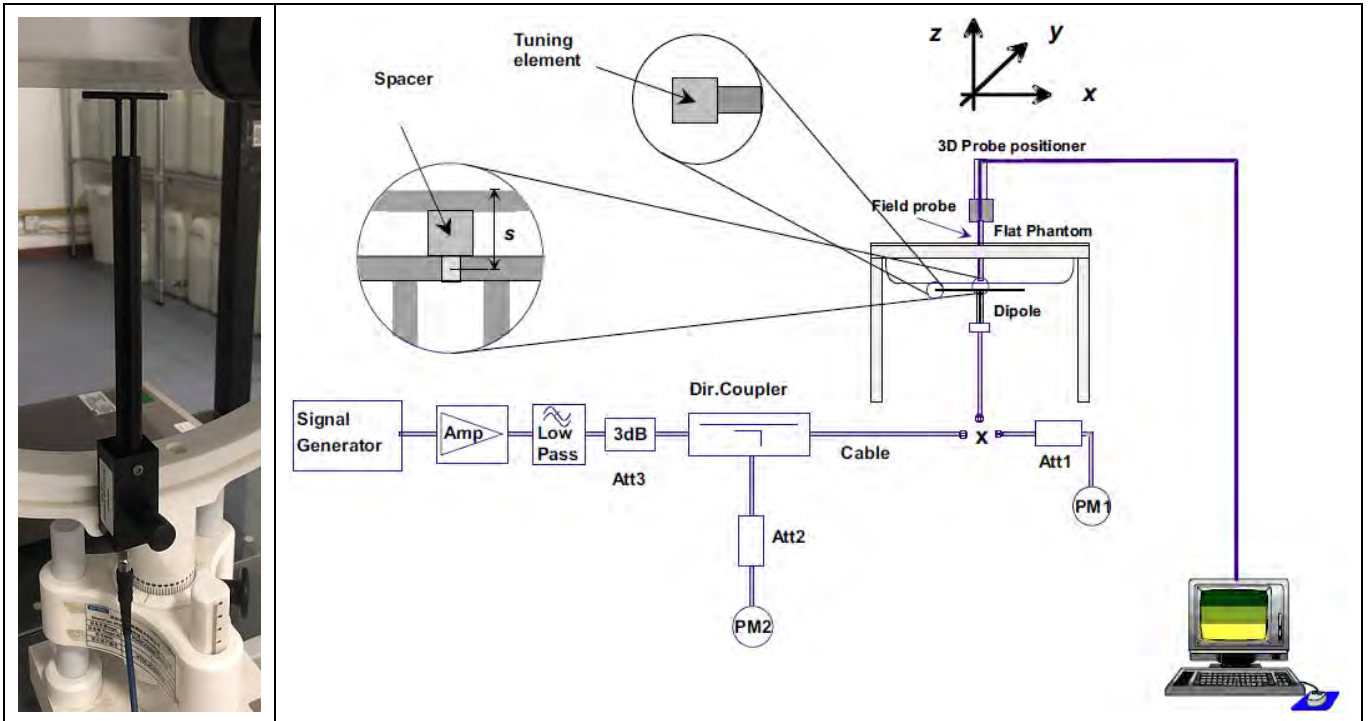 Tuning
element
Spacer
s
z
y
x
3D Probe positioner
Field probe
Flat Phantom
Dipole
Dir.Coupler
Signal
Generator
Amp
Low
Pass
3dB
Att3
Cable
x
Att1
PM1
Att2
PM2